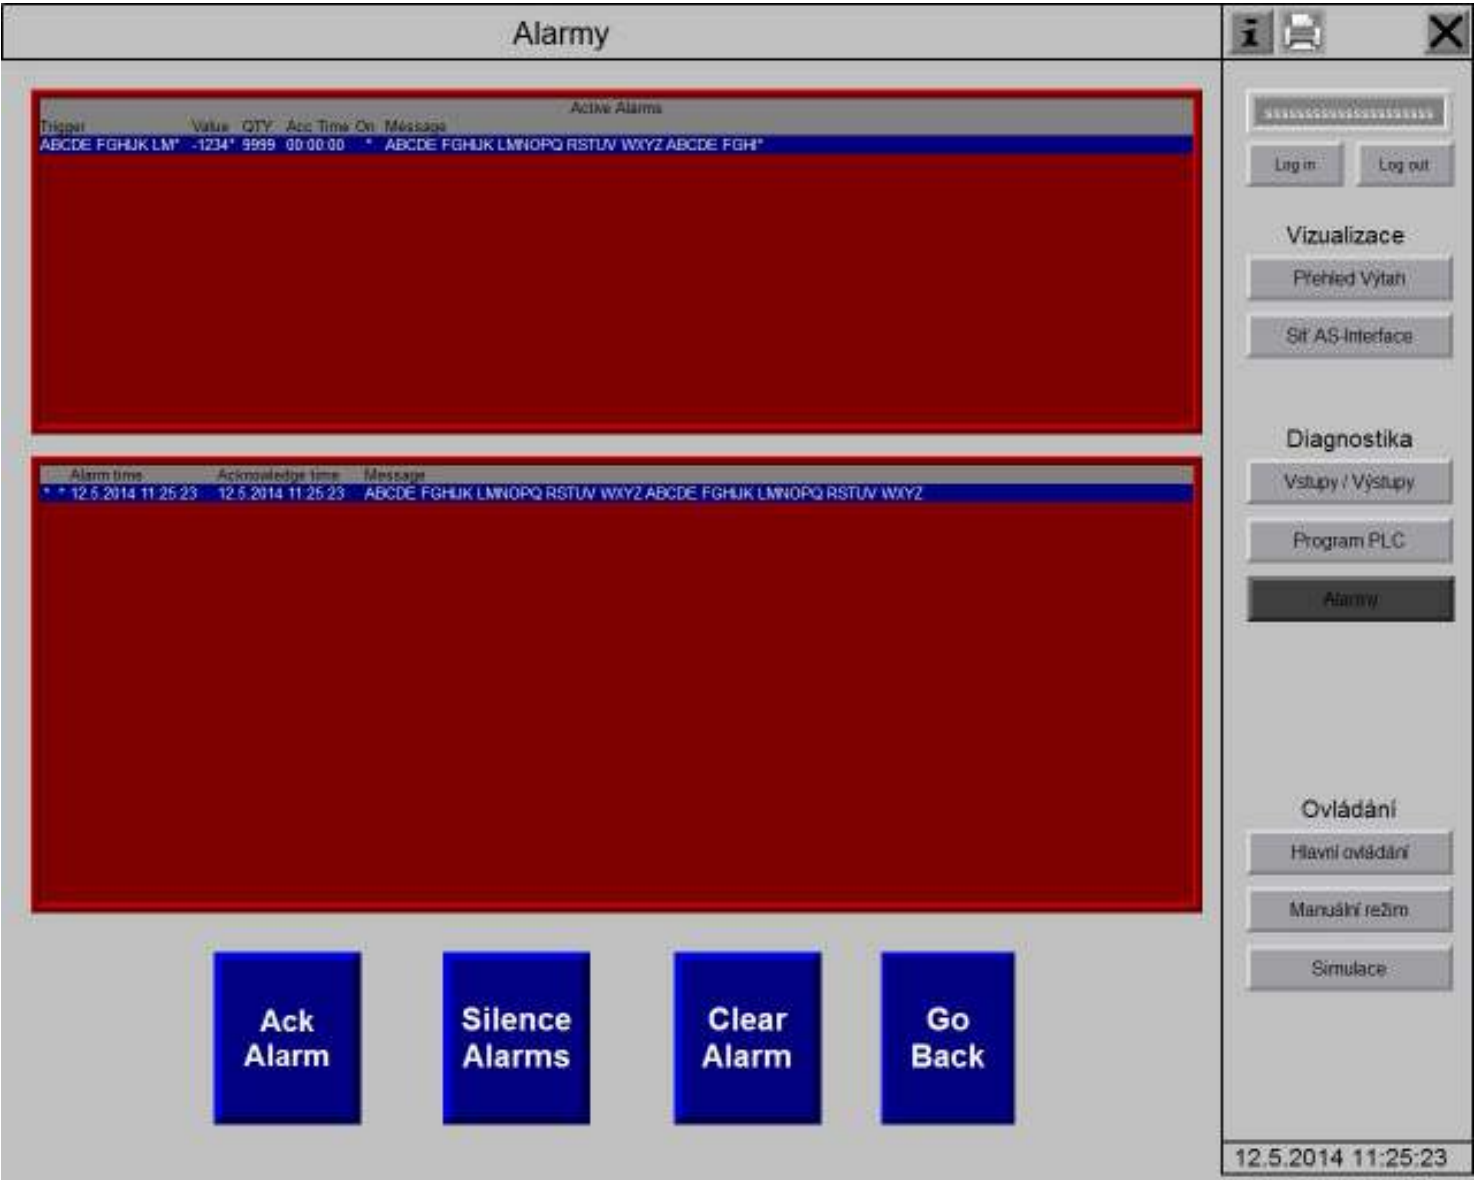 Alarmy
Active Alarms
Trigger Value QTY Acc Time On Message
ABCDE FGHIJK LM* -1234* 9999 00:00:00 * ABCDE FGHIJK LMNOPQ RSTUV WXYZ ABCDE FGHI*
Alarm time Acknowledge time Message
* * 12.5.2014 11:25:23 12.5.2014 11:25:23 ABCDE FGHIJK LMNOPQ RSTUV WXYZ ABCDE FGHIJK LMNOPQ RSTUV WXYZ
Ack
Alarm
Silence
Alarms
Clear
Alarm
Go
Back
i
Log in
Log out
Vizualizace
Přehled Výtah
Síť AS-Interface
Diagnostika
Vstupy / Výstupy
Program PLC
Alarmy
Ovládání
Hlavní ovládání
Manuální režim
Simulace
12.5.2014 11:25:23